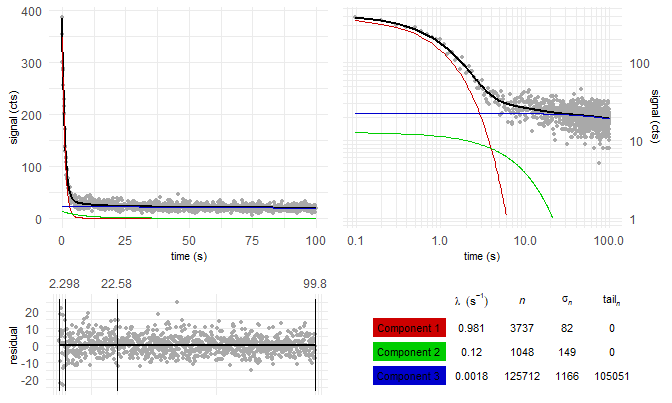 400
300
200
100
0
signal (cts)
0 25 50 75 100
time (s)
100
10
1
signal (cts)
0.1 1.0 10.0 100.0
time (s)
2.298 22.58 99.8
20
10
0
-10
-20
residual
λ (s⁻¹) n σₙ tailₙ
Component 1 0.981 3737 82 0
Component 2 0.12 1048 149 0
Component 3 0.0018 125712 1166 105051